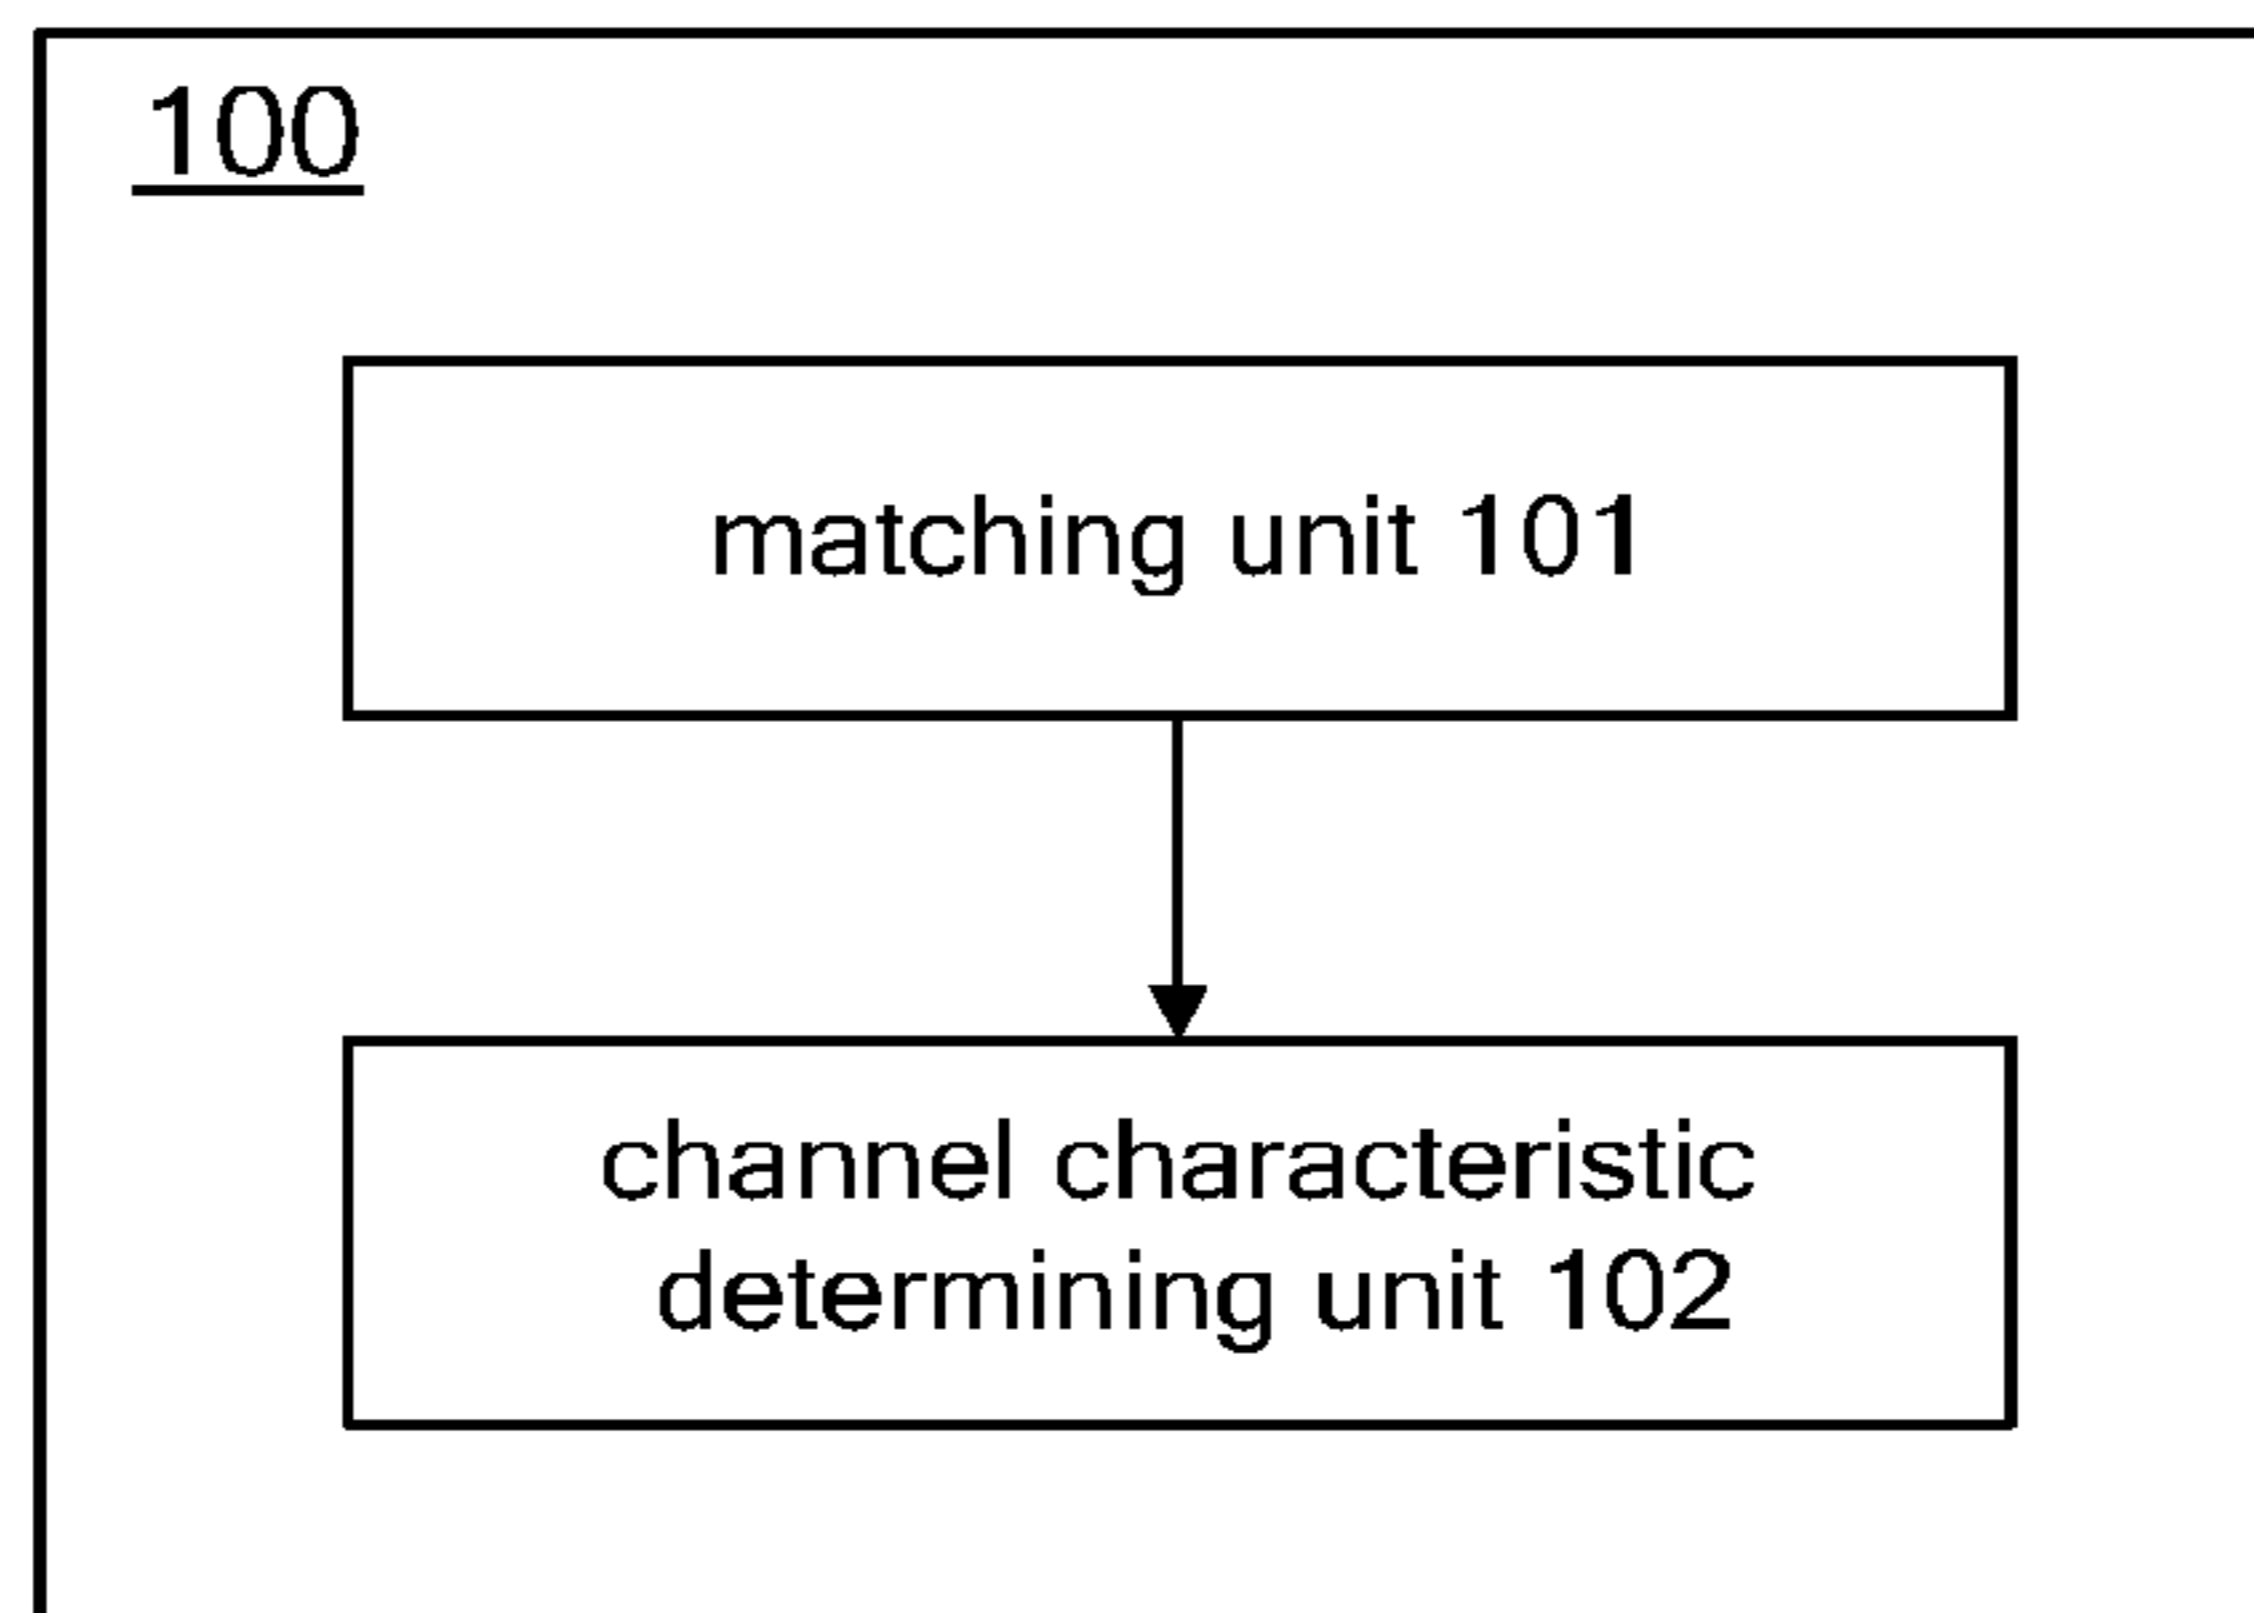 100
matching unit 101
channel characteristic
determining unit 102